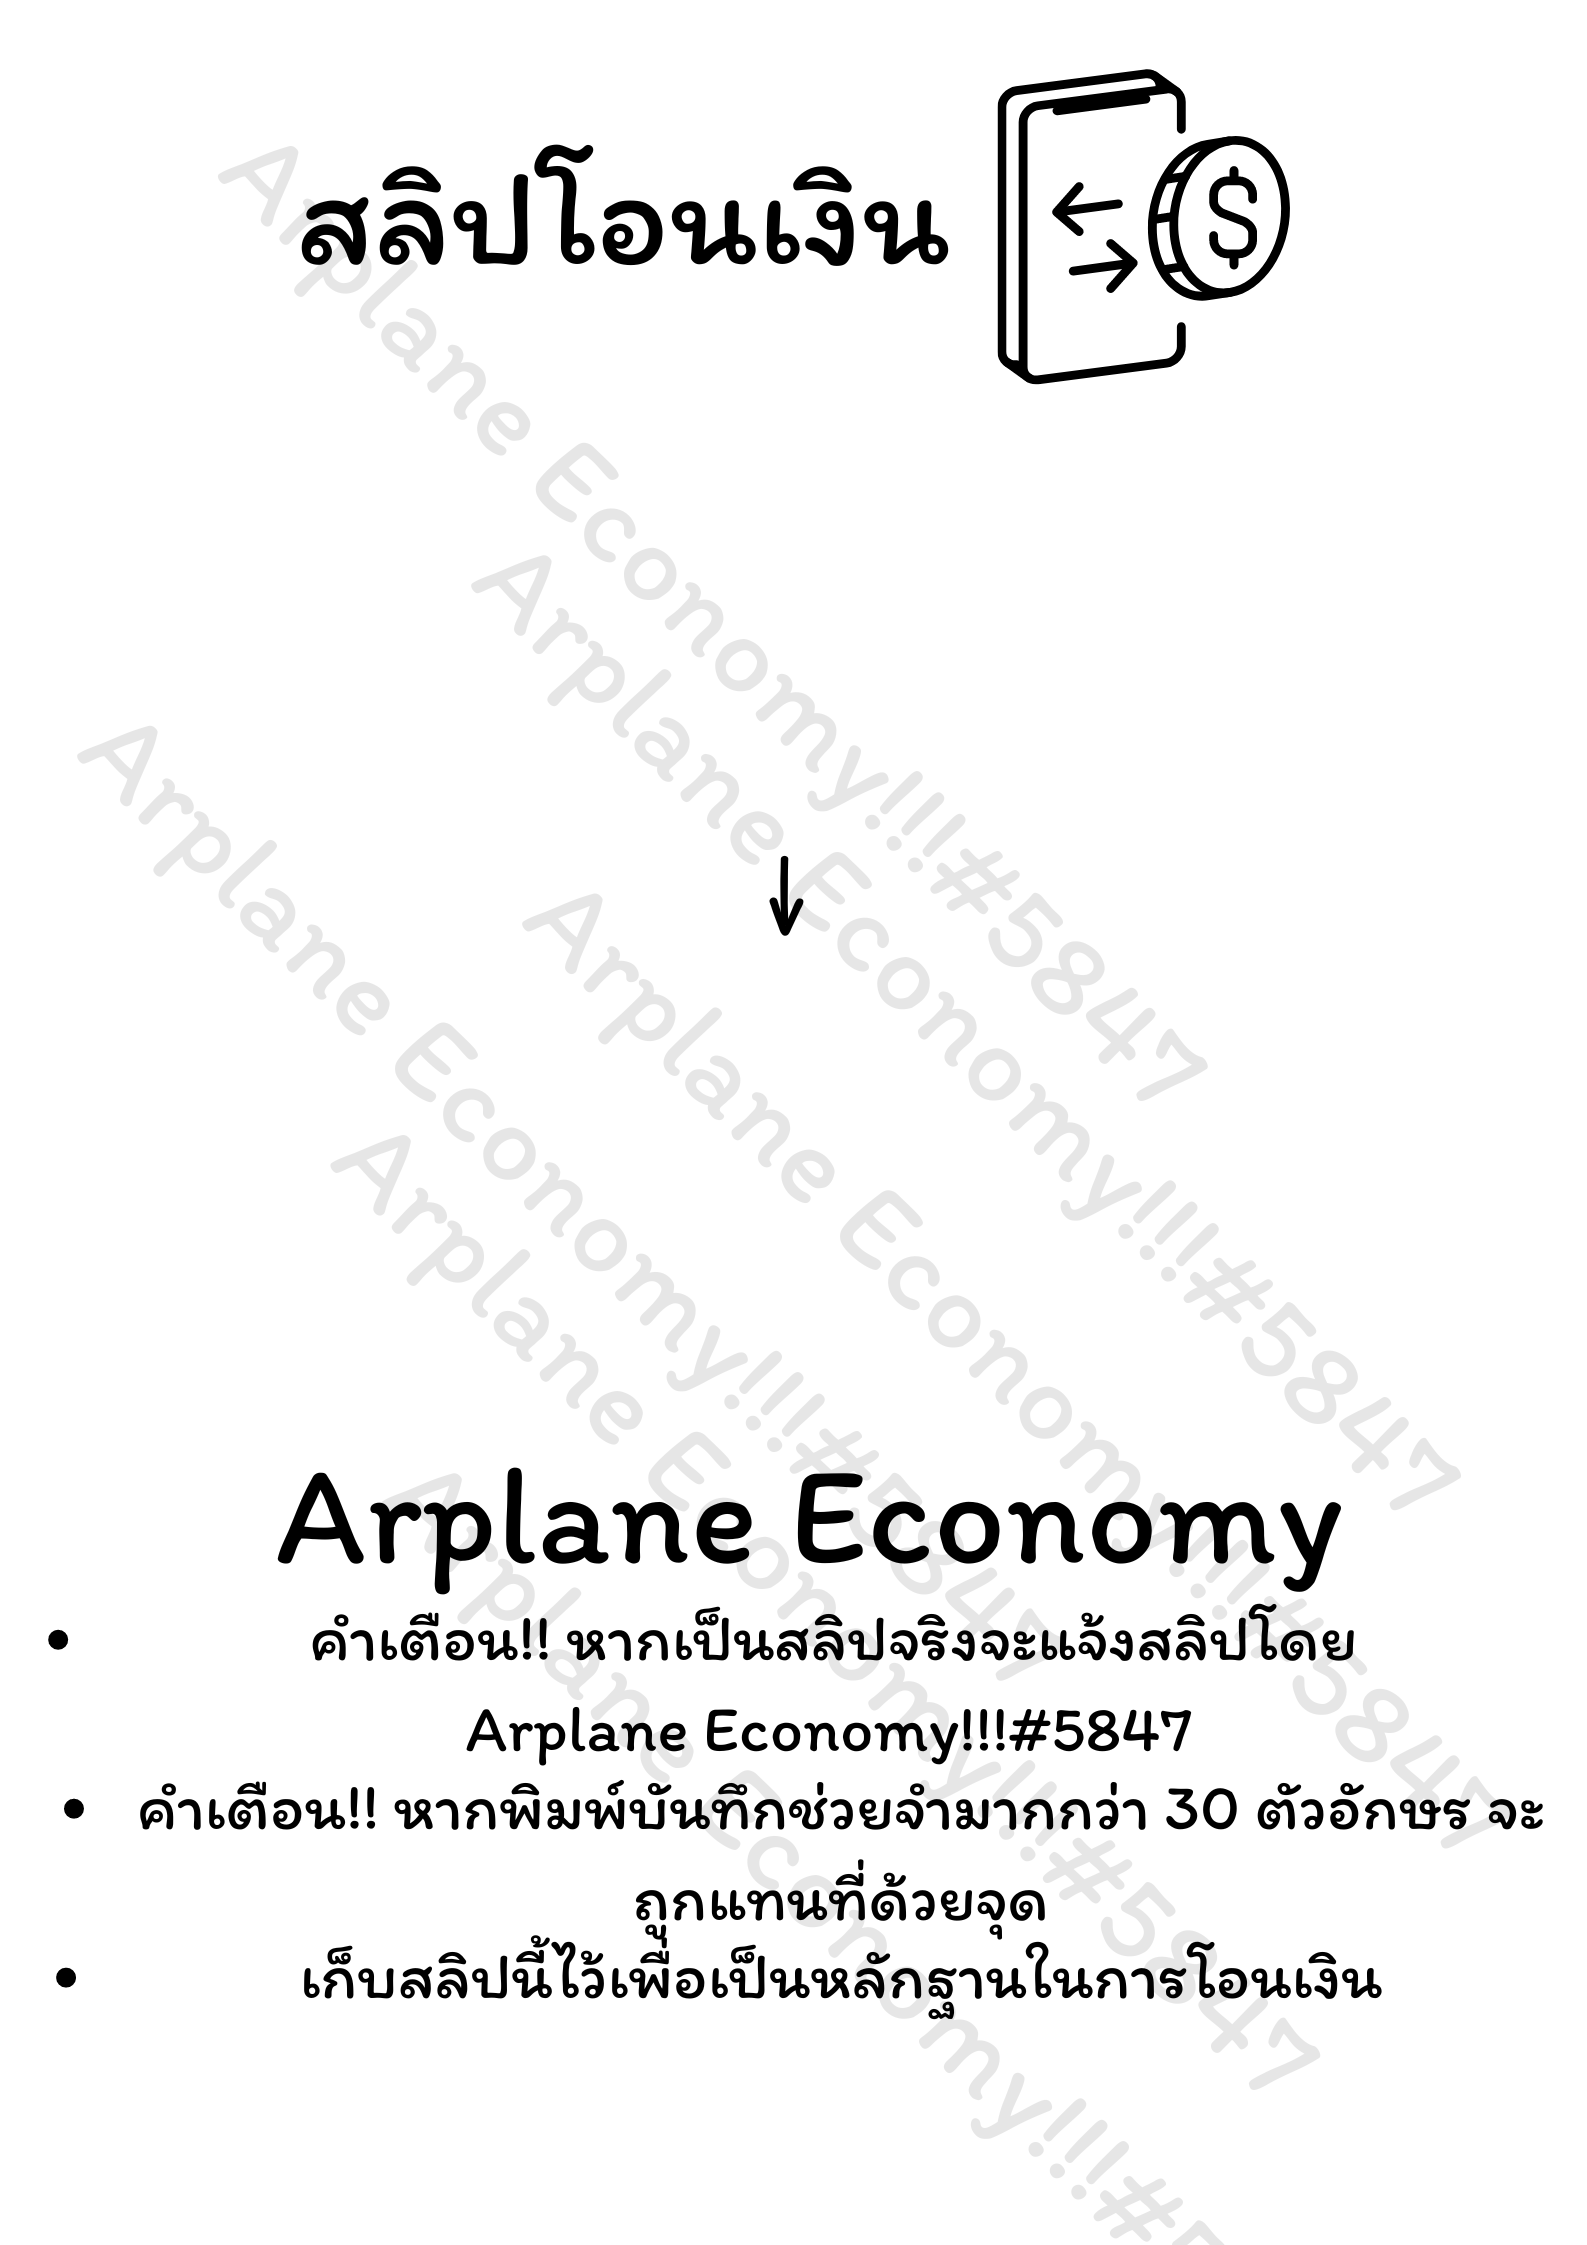 สลิปโอนเงิน
$
Arplane Economy!!!#5847
Arplane Economy!!!#5847
Arplane Economy!!!#5847
Arplane Economy!!!#5847
Arplane Economy!!!#5847
Arplane Economy!!!#5
Arplane Economy
• คำเตือน!! หากเป็นสลิปจริงจะแจ้งสลิปโดย
Arplane Economy!!!#5847
• คำเตือน!! หากพิมพ์บันทึกช่วยจำมากกว่า 30 ตัวอักษร จะ
ถูกแทนที่ด้วยจุด
• เก็บสลิปนี้ไว้เพื่อเป็นหลักฐานในการโอนเงิน